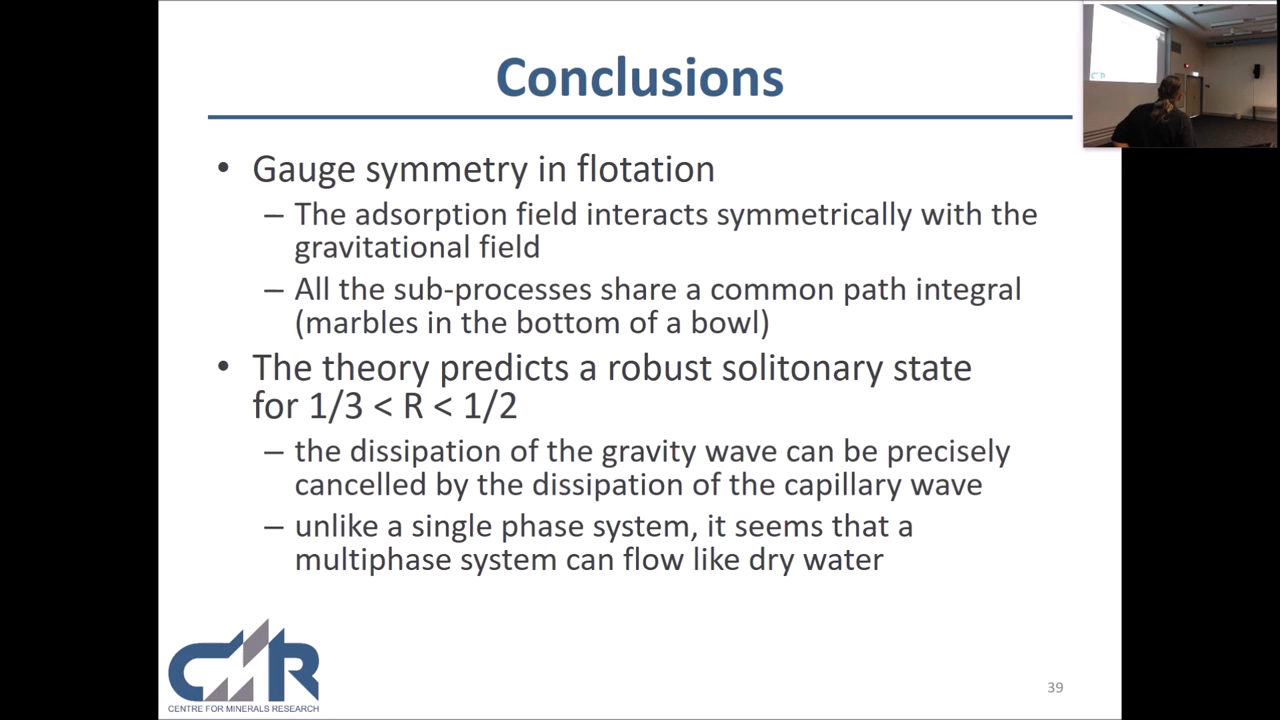 Conclusions
• Gauge symmetry in flotation
– The adsorption field interacts symmetrically with the
gravitational field
– All the sub-processes share a common path integral
(marbles in the bottom of a bowl)
• The theory predicts a robust solitonary state
for 1/3 < R < 1/2
– the dissipation of the gravity wave can be precisely
cancelled by the dissipation of the capillary wave
– unlike a single phase system, it seems that a
multiphase system can flow like dry water
CMR
CENTRE FOR MINERALS RESEARCH
39